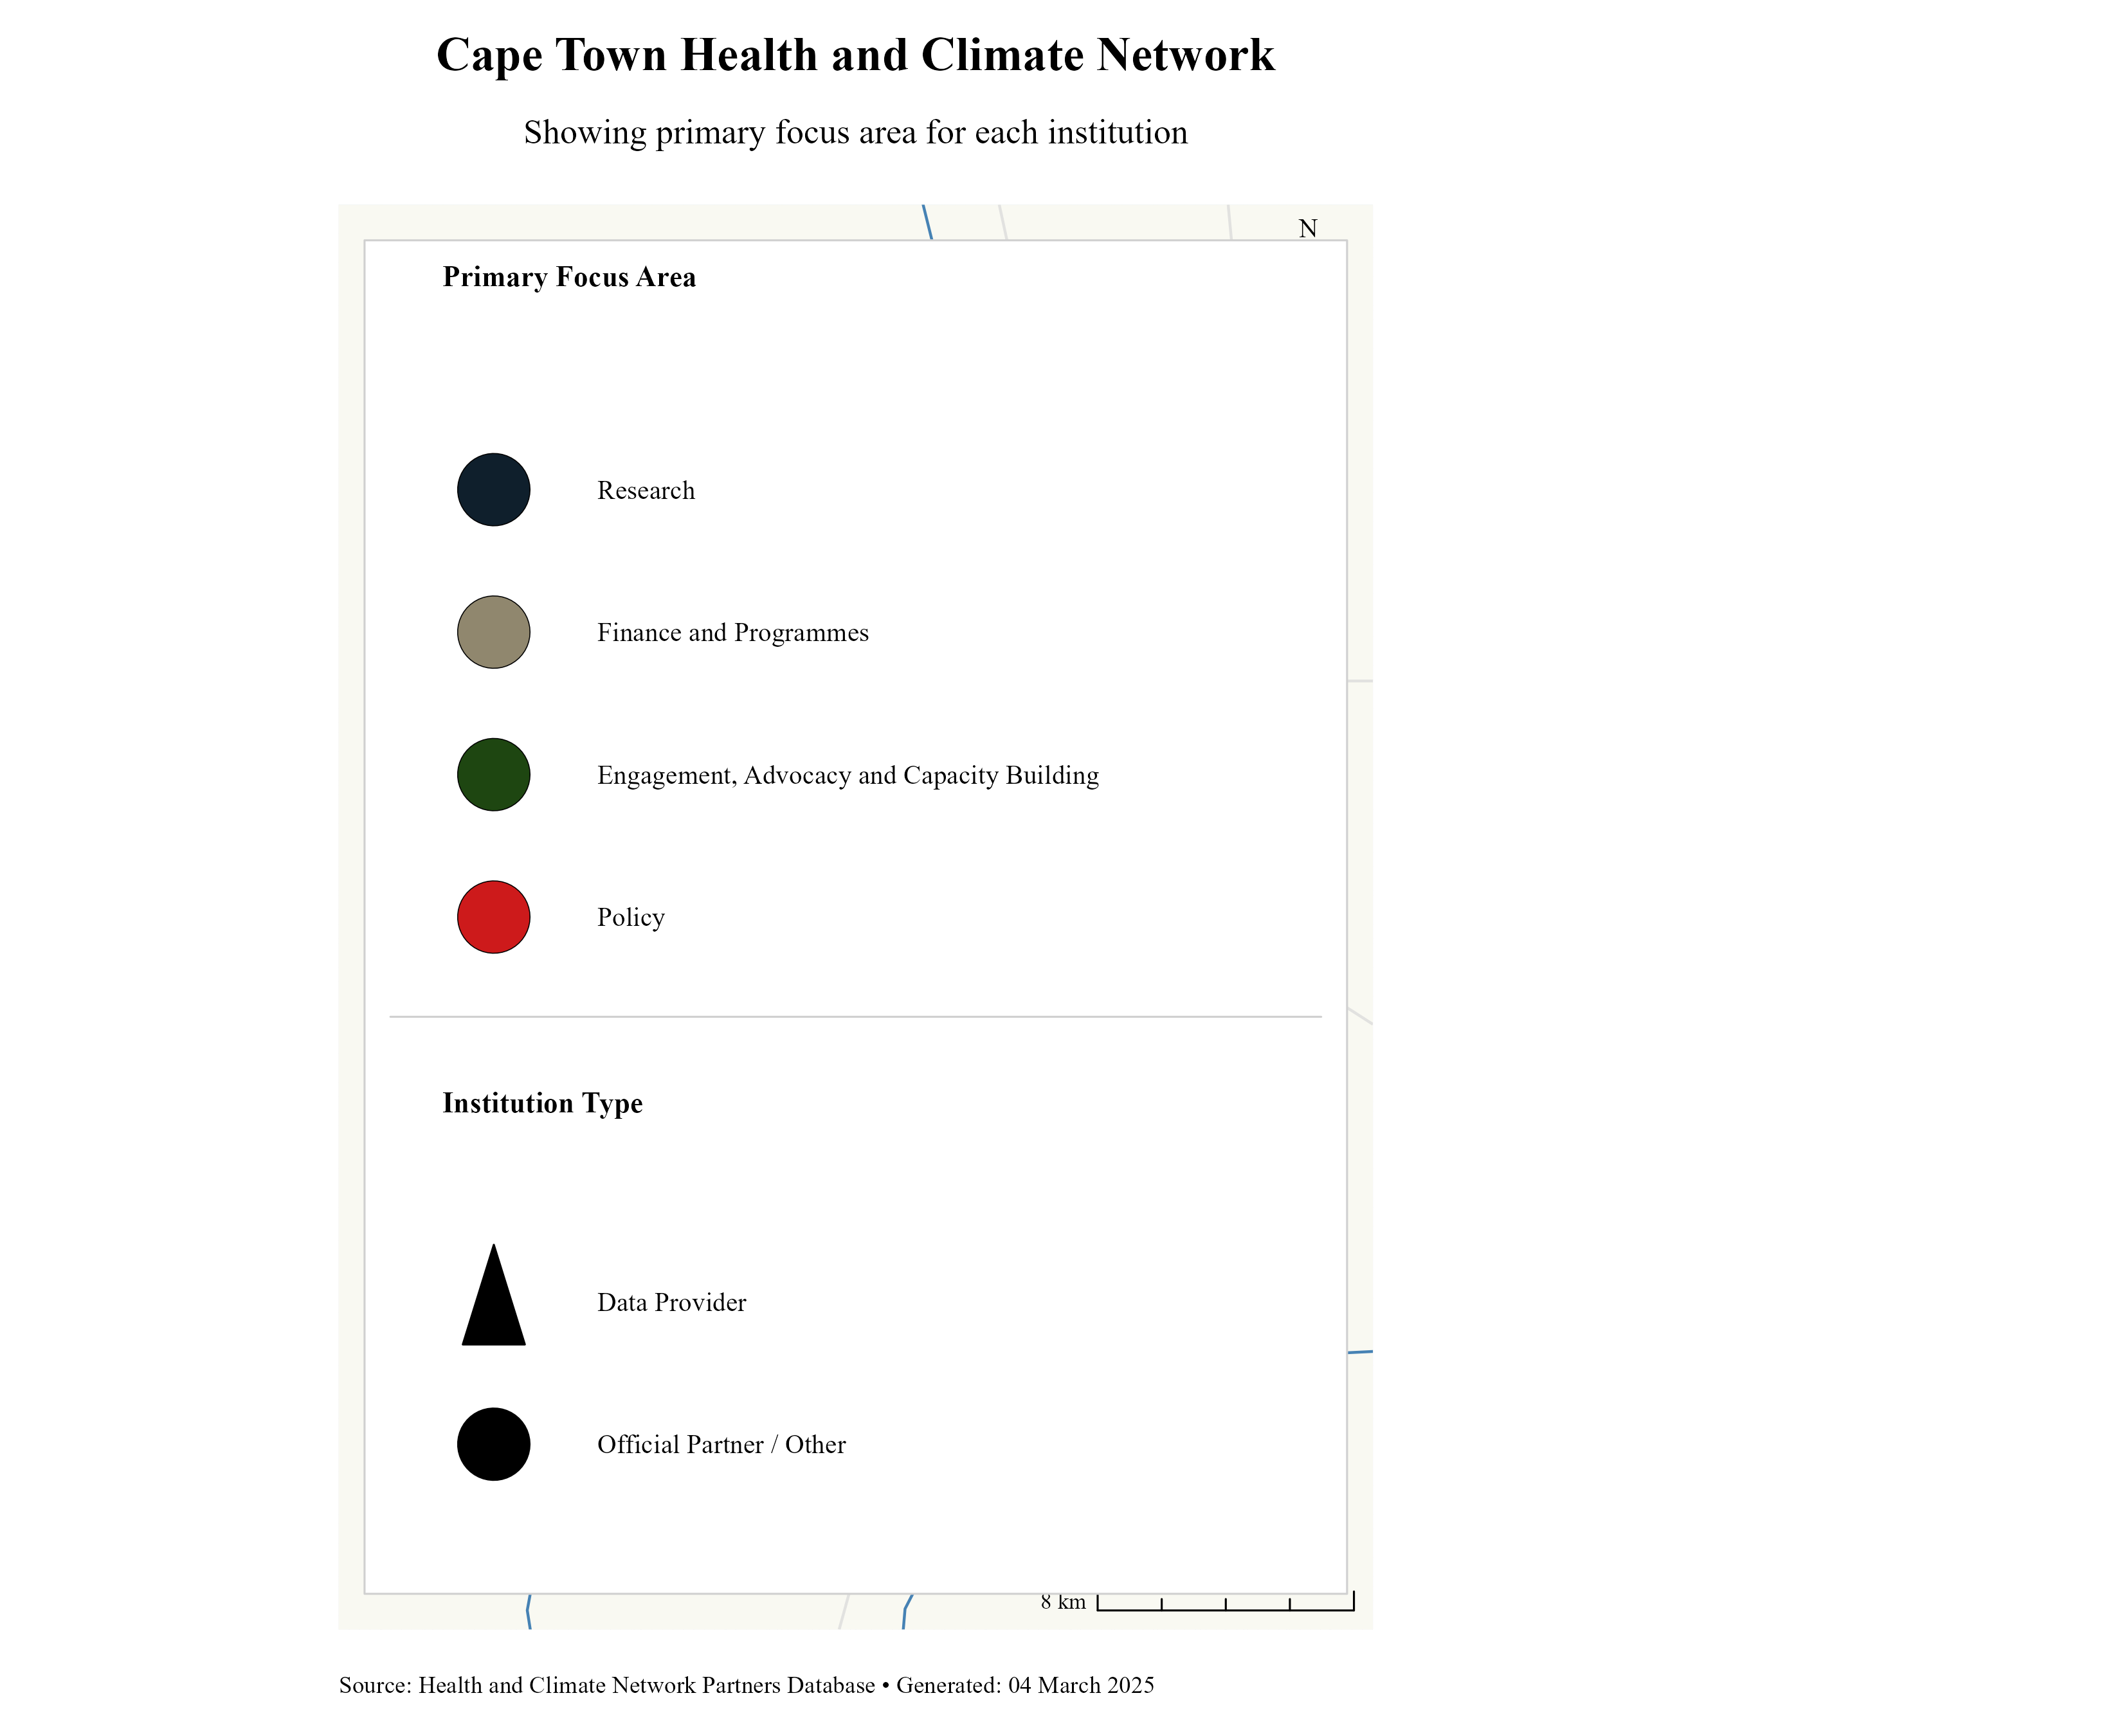 Cape Town Health and Climate Network
Showing primary focus area for each institution
N
Primary Focus Area
Research
Finance and Programmes
Engagement, Advocacy and Capacity Building
Policy
Institution Type
Data Provider
Official Partner / Other
8 km
Source: Health and Climate Network Partners Database • Generated: 04 March 2025